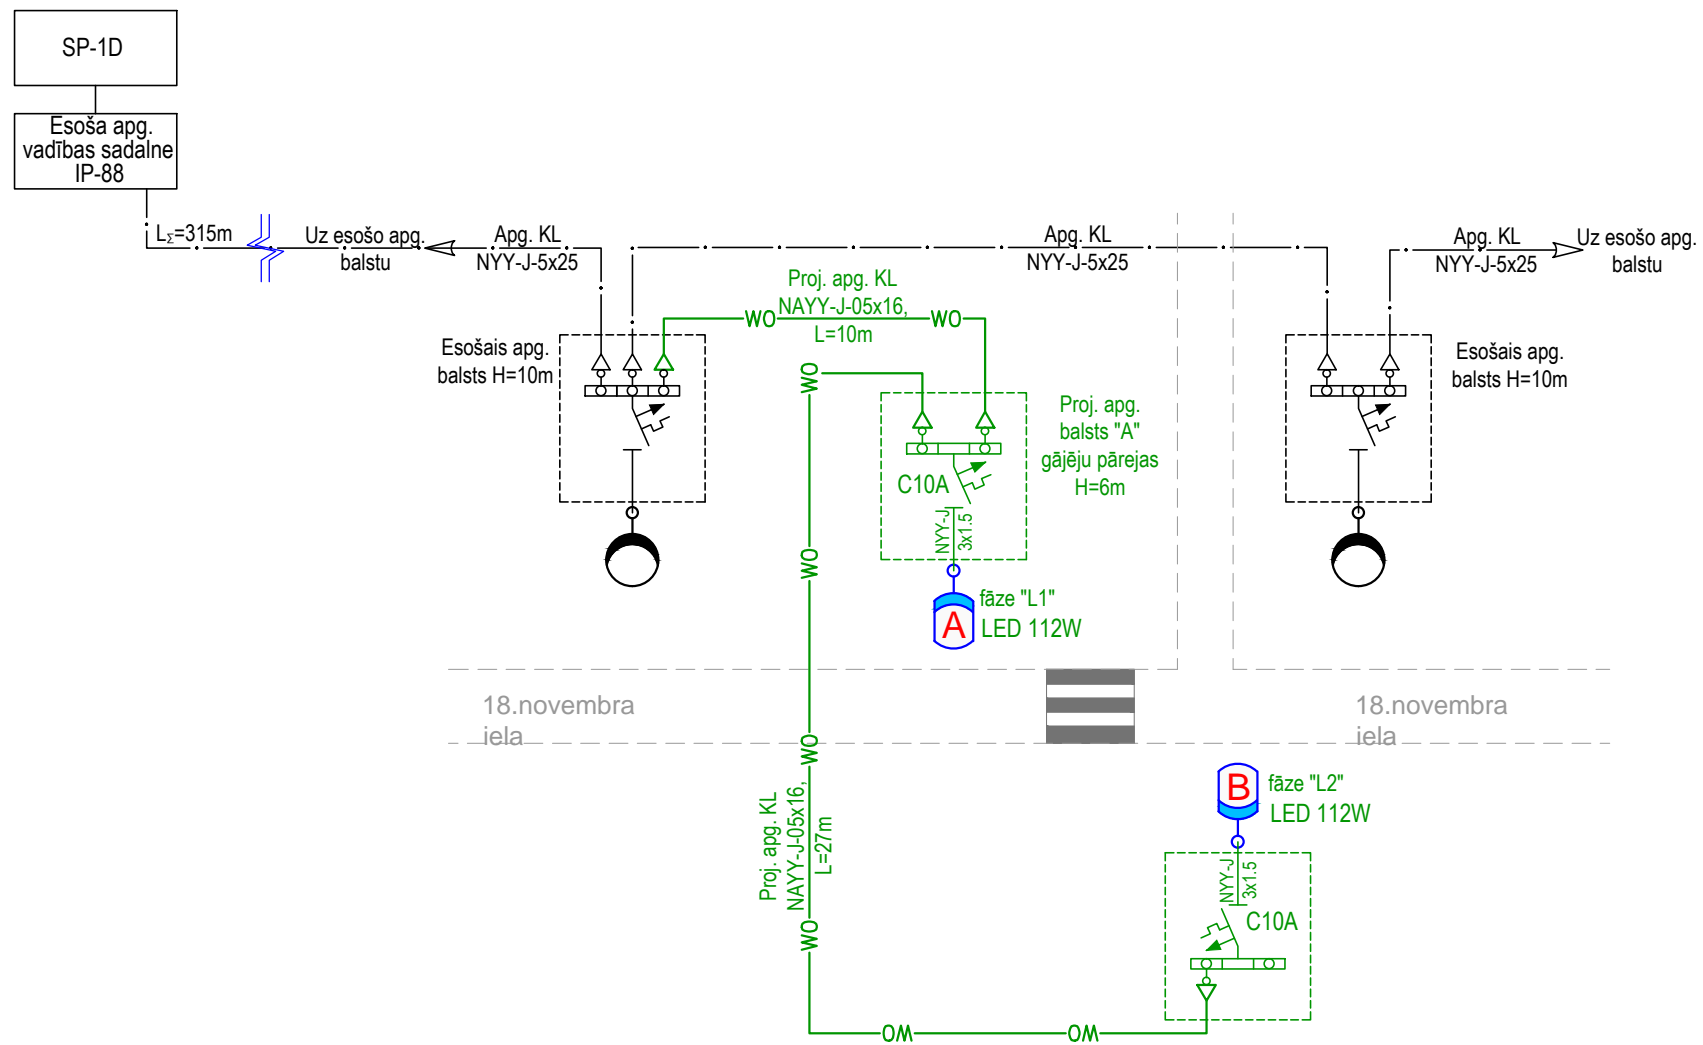 SP-1D
Esoša apg.
vadības sadalne
IP-88
LΣ=315m
Uz esošo apg.
balstu
Apg. KL
NYY-J-5x25
Apg. KL
NYY-J-5x25
Apg. KL
NYY-J-5x25
Uz esošo apg.
balstu
Proj. apg. KL
NAYY-J-05x16,
L=10m
WO
WO
Esošais apg.
balsts H=10m
Esošais apg.
balsts H=10m
WO
Proj. apg.
balsts "A"
gājēju pārejas
H=6m
C10A
NYY-J
3x1.5
WO
fāze "L1"
LED 112W
A
18.novembra
iela
18.novembra
iela
WO
Proj. apg. KL
NAYY-J-05x16,
L=27m
B
fāze "L2"
LED 112W
NYY-J
3x1.5
C10A
WO
WO
WO